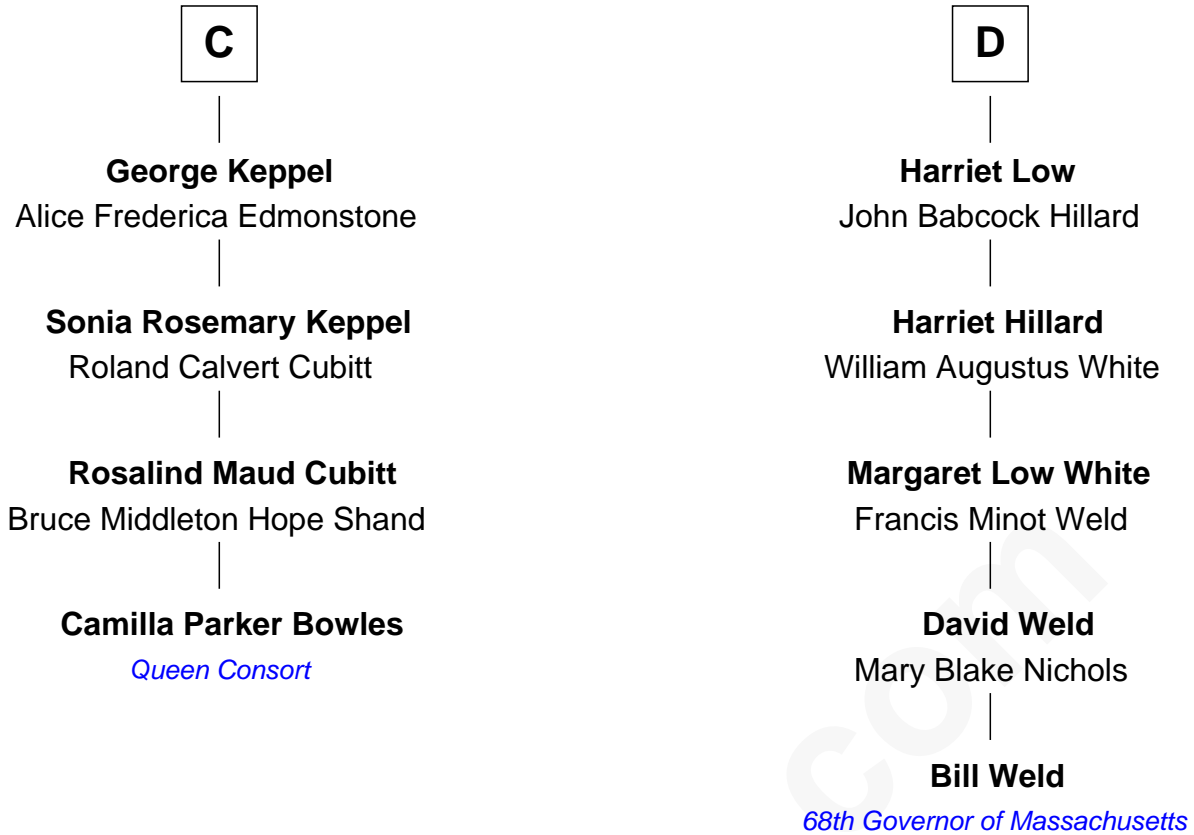 C
George Keppel
Alice Frederica Edmonstone
Sonia Rosemary Keppel
Roland Calvert Cubitt
Rosalind Maud Cubitt
Bruce Middleton Hope Shand
Camilla Parker Bowles
Queen Consort
D
Harriet Low
John Babcock Hillard
Harriet Hillard
William Augustus White
Margaret Low White
Francis Minot Weld
David Weld
Mary Blake Nichols
Bill Weld
68th Governor of Massachusetts
com